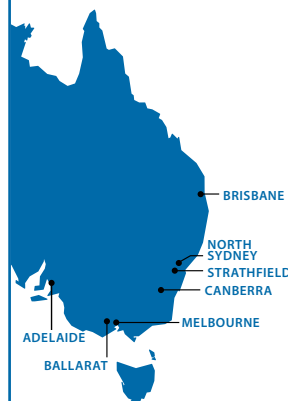 BRISBANE
NORTH
SYDNEY
STRATHFIELD
CANBERRA
MELBOURNE
ADELAIDE
BALLARAT